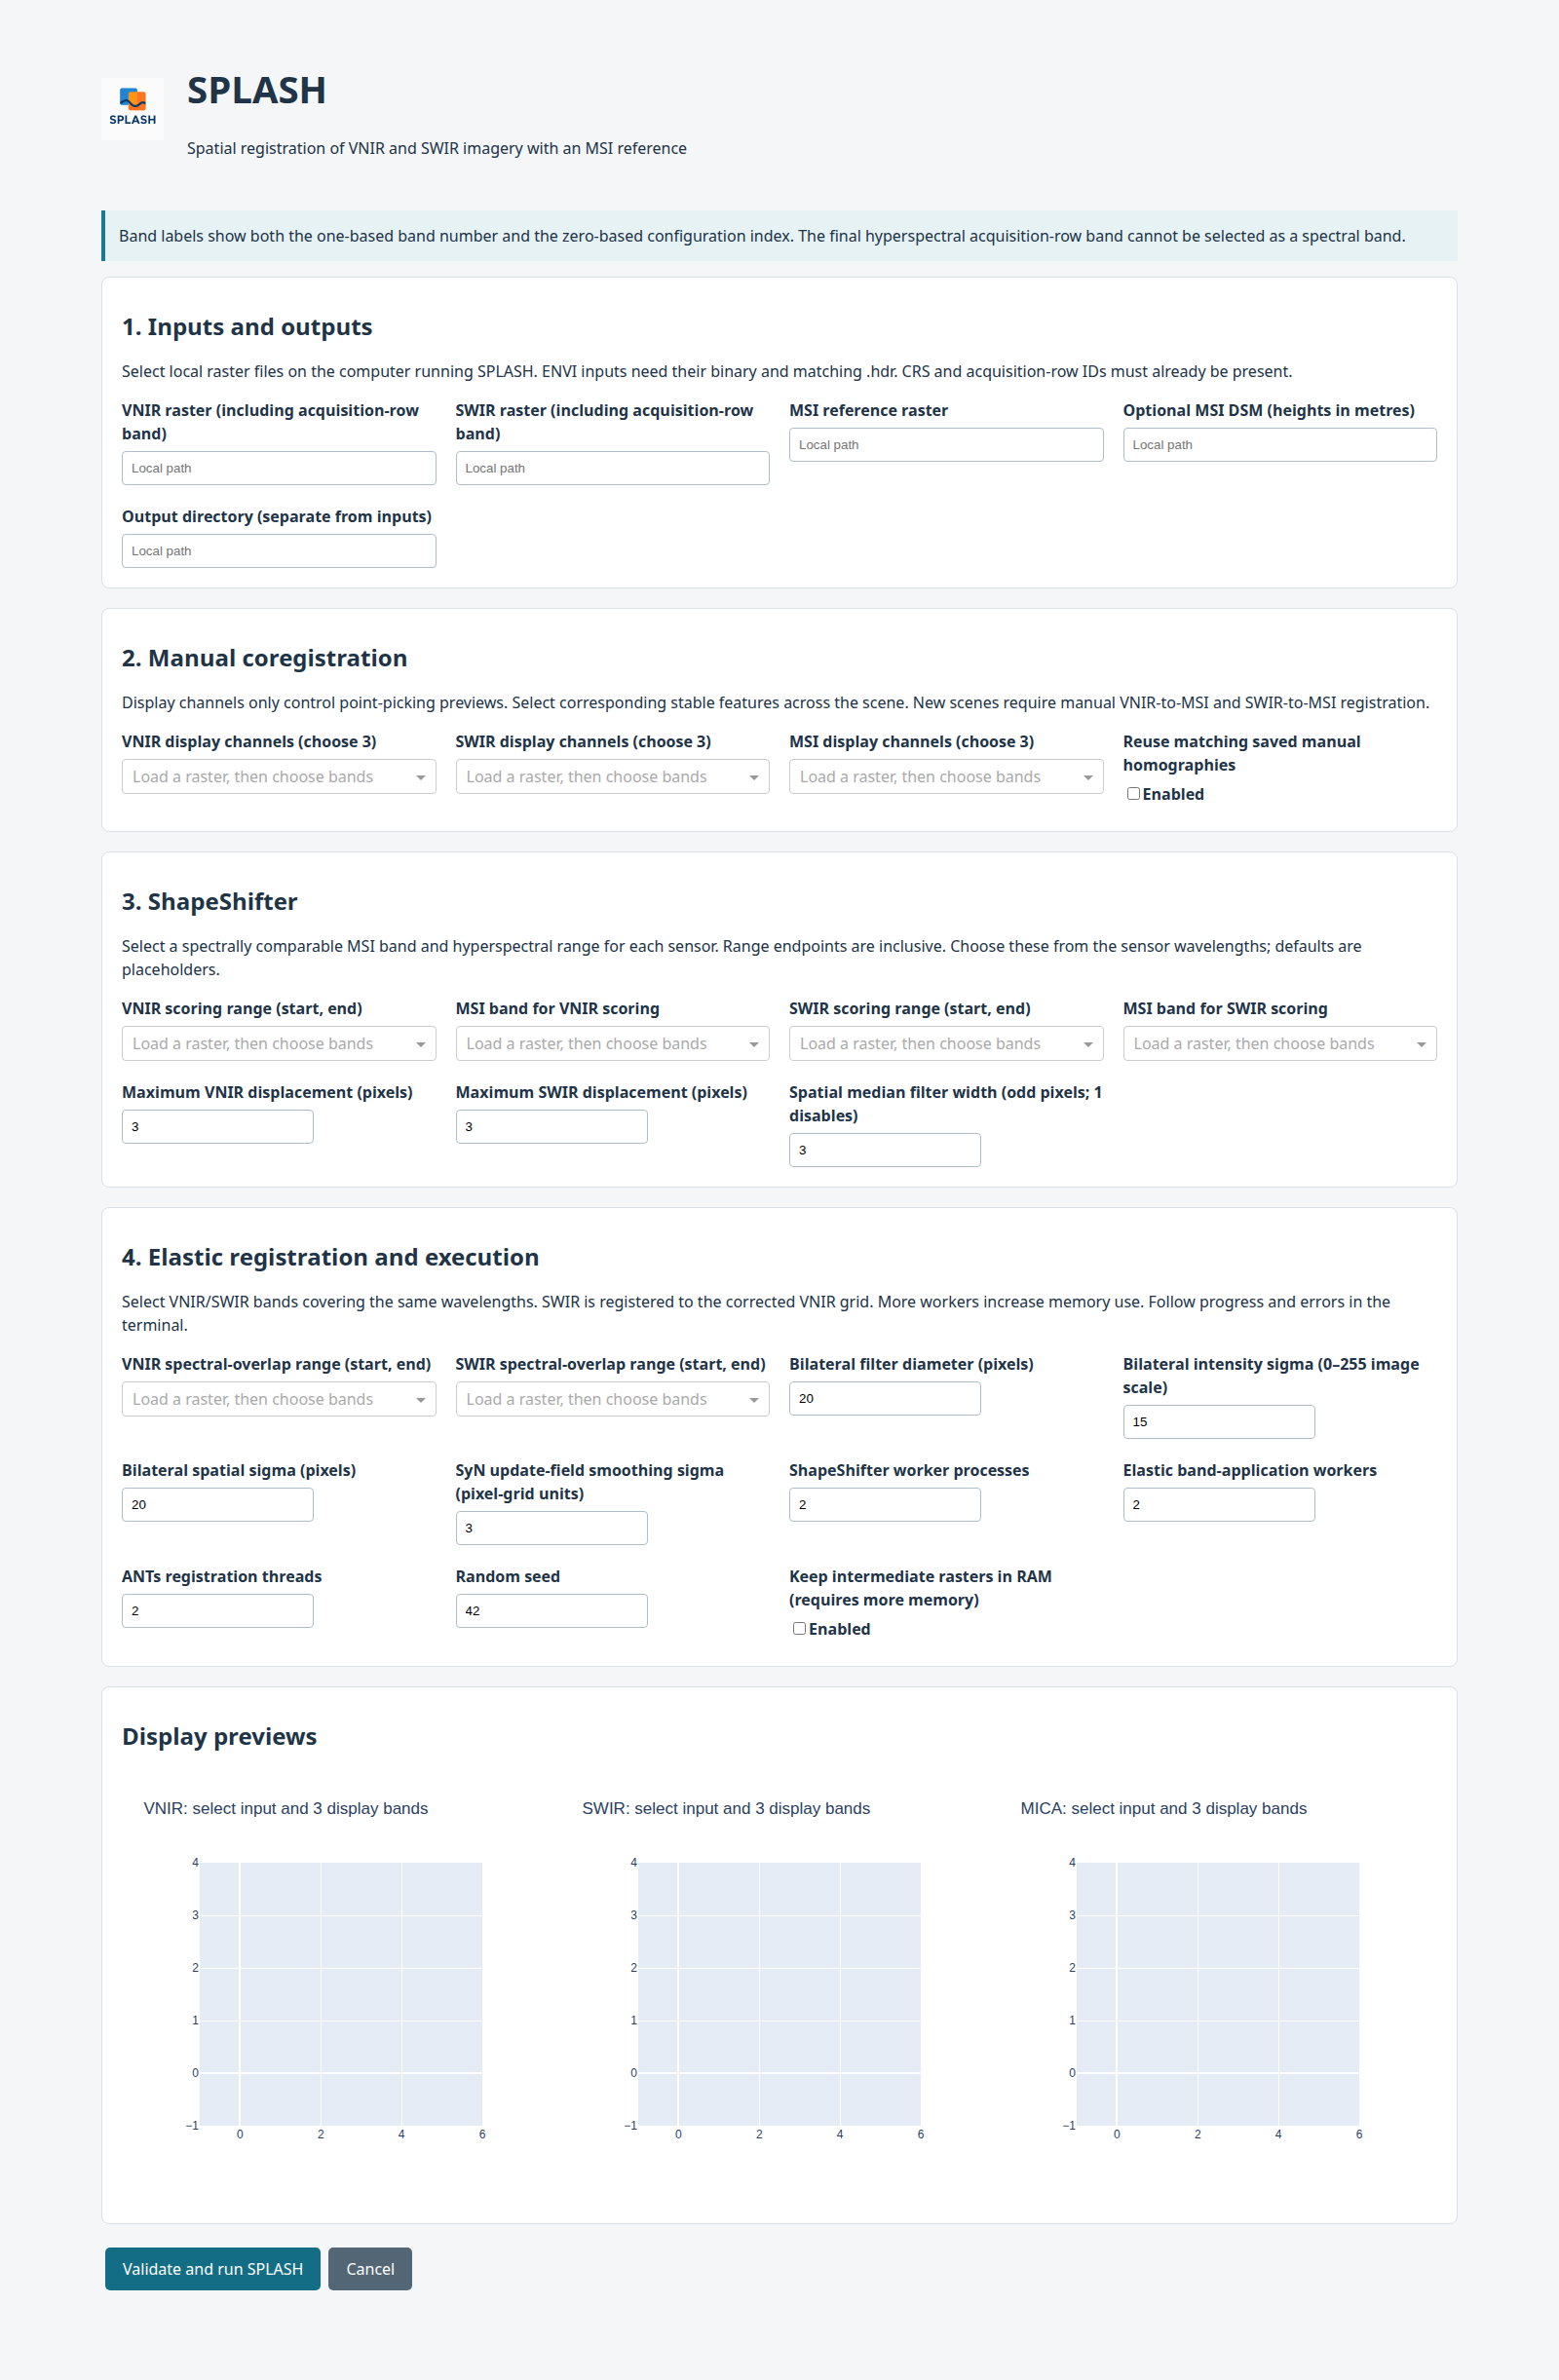 SPLASH
SPLASH
Spatial registration of VNIR and SWIR imagery with an MSI reference
Band labels show both the one-based band number and the zero-based configuration index. The final hyperspectral acquisition-row band cannot be selected as a spectral band.
1. Inputs and outputs
Select local raster files on the computer running SPLASH. ENVI inputs need their binary and matching .hdr. CRS and acquisition-row IDs must already be present.
VNIR raster (including acquisition-row
band)
Local path
SWIR raster (including acquisition-row
band)
Local path
MSI reference raster
Local path
Optional MSI DSM (heights in metres)
Local path
Output directory (separate from inputs)
Local path
2. Manual coregistration
Display channels only control point-picking previews. Select corresponding stable features across the scene. New scenes require manual VNIR-to-MSI and SWIR-to-MSI registration.
VNIR display channels (choose 3)
Load a raster, then choose bands
SWIR display channels (choose 3)
Load a raster, then choose bands
MSI display channels (choose 3)
Load a raster, then choose bands
Reuse matching saved manual
homographies
Enabled
3. ShapeShifter
Select a spectrally comparable MSI band and hyperspectral range for each sensor. Range endpoints are inclusive. Choose these from the sensor wavelengths; defaults are
placeholders.
VNIR scoring range (start, end)
Load a raster, then choose bands
MSI band for VNIR scoring
Load a raster, then choose bands
SWIR scoring range (start, end)
Load a raster, then choose bands
MSI band for SWIR scoring
Load a raster, then choose bands
Maximum VNIR displacement (pixels)
3
Maximum SWIR displacement (pixels)
3
Spatial median filter width (odd pixels; 1
disables)
3
4. Elastic registration and execution
Select VNIR/SWIR bands covering the same wavelengths. SWIR is registered to the corrected VNIR grid. More workers increase memory use. Follow progress and errors in the
terminal.
VNIR spectral-overlap range (start, end)
Load a raster, then choose bands
SWIR spectral-overlap range (start, end)
Load a raster, then choose bands
Bilateral filter diameter (pixels)
20
Bilateral intensity sigma (0–255 image
scale)
15
Bilateral spatial sigma (pixels)
20
SyN update-field smoothing sigma
(pixel-grid units)
3
ShapeShifter worker processes
2
Elastic band-application workers
2
ANTs registration threads
2
Random seed
42
Keep intermediate rasters in RAM
(requires more memory)
Enabled
Display previews
VNIR: select input and 3 display bands
4
3
2
1
0
−1
0 2 4 6
SWIR: select input and 3 display bands
4
3
2
1
0
−1
0 2 4 6
MICA: select input and 3 display bands
4
3
2
1
0
−1
0 2 4 6
Validate and run SPLASH
Cancel